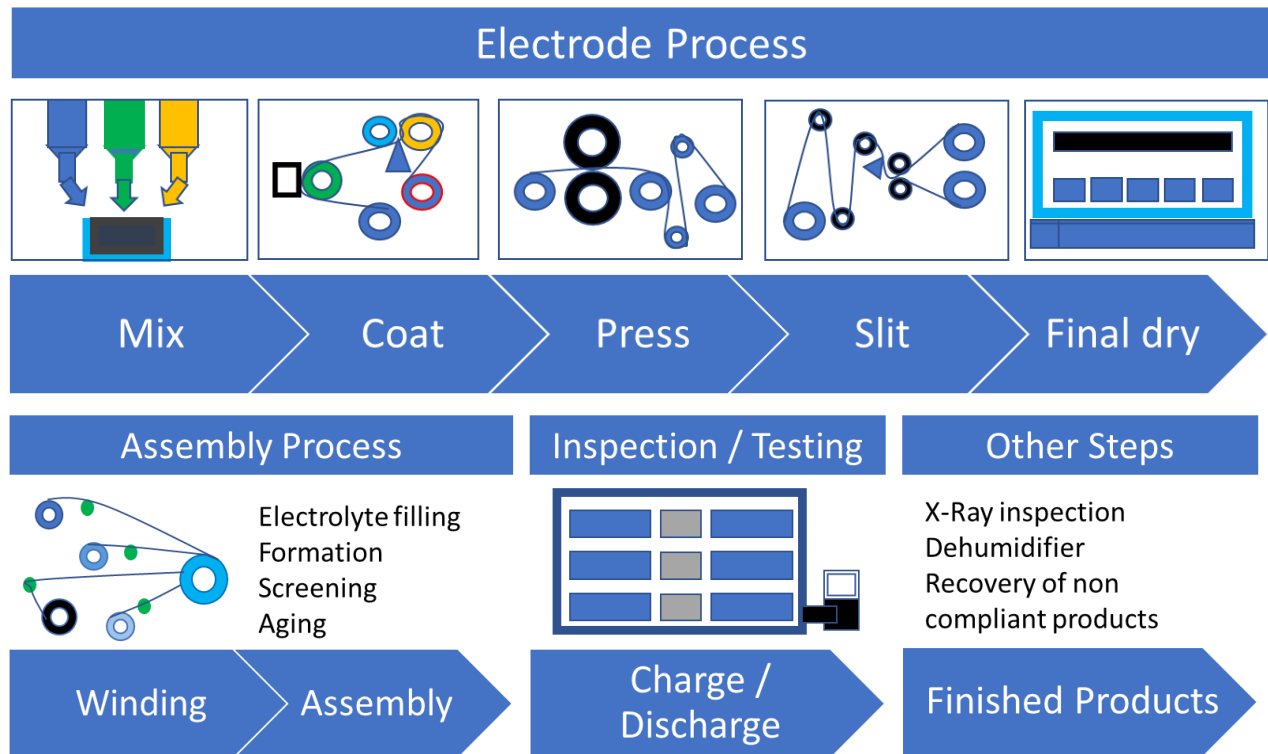 Electrode Process
Mix
Coat
Press
Slit
Final dry
Assembly Process
Electrolyte filling
Formation
Screening
Aging
Winding
Assembly
Inspection / Testing
Charge /
Discharge
Other Steps
X-Ray inspection
Dehumidifier
Recovery of non
compliant products
Finished Products